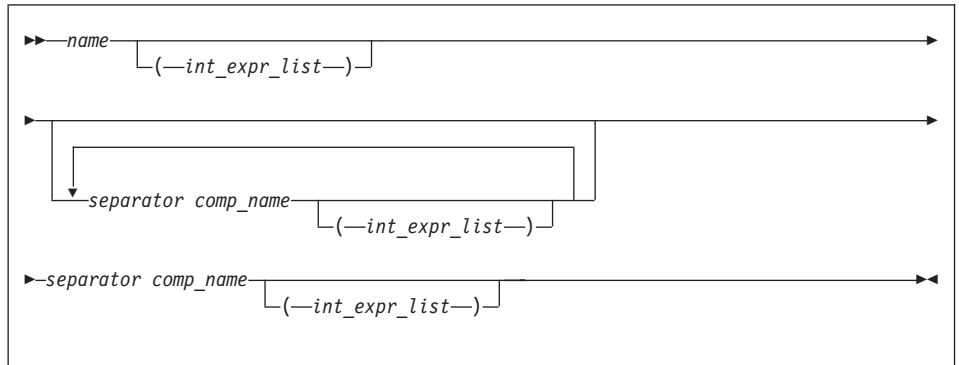 name
(int_expr_list)
separator comp_name
(int_expr_list)
separator comp_name
(int_expr_list)